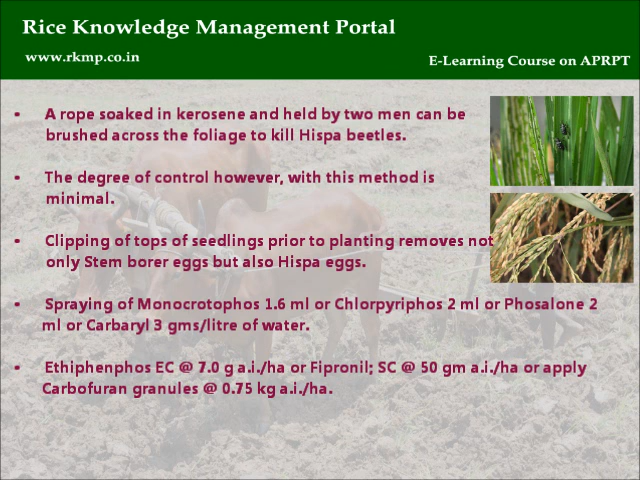 Rice Knowledge Management Portal
www.rkmp.co.in
E-Learning Course on APRPT
• A rope soaked in kerosene and held by two men can be
brushed across the foliage to kill Hispa beetles.
• The degree of control however, with this method is
minimal.
• Clipping of tops of seedlings prior to planting removes not
only Stem borer eggs but also Hispa eggs.
• Spraying of Monocrotophos 1.6 ml or Chlorpyriphos 2 ml or Phosalone 2
ml or Carbaryl 3 gms/litre of water.
• Ethiphenphos EC @ 7.0 g a.i./ha or Fipronil; SC @ 50 gm a.i./ha or apply
Carbofuran granules @ 0.75 kg a.i./ha.